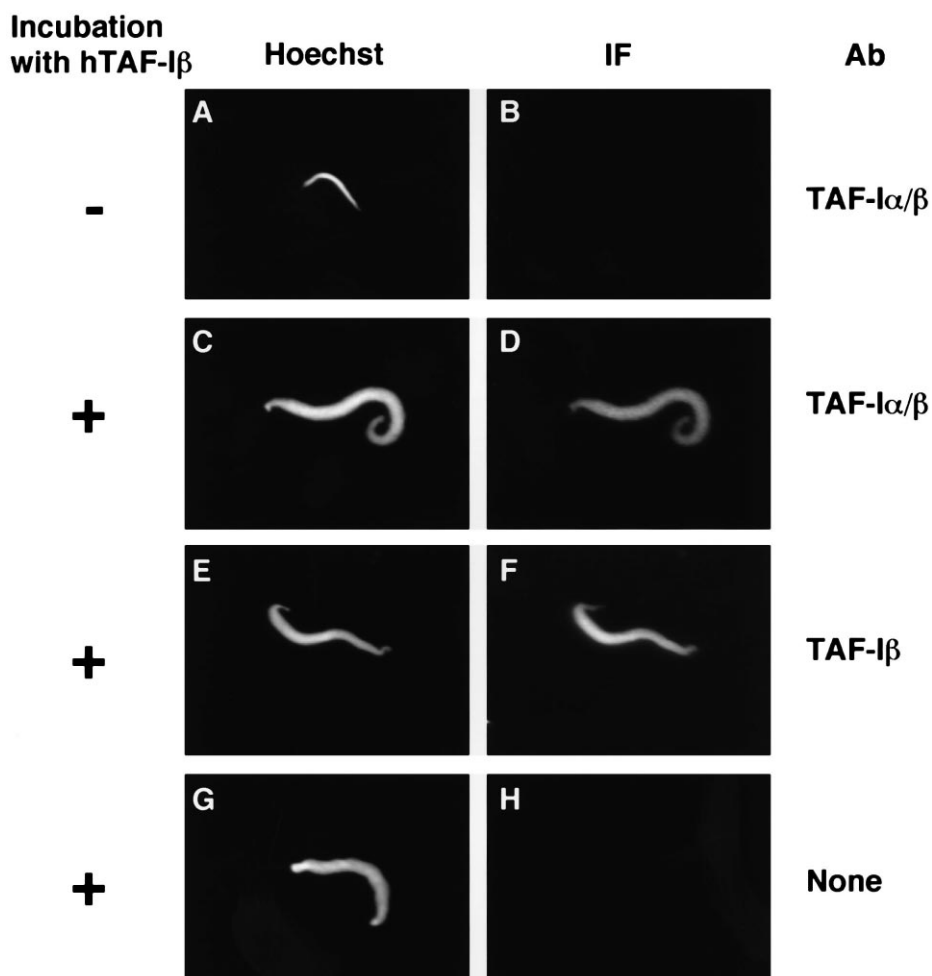 Incubation
with hTAF-Iβ
Hoechst
IF
Ab
A
B
-
TAF-Iα/β
C
D
+
TAF-Iα/β
E
F
+
TAF-Iβ
G
H
+
None